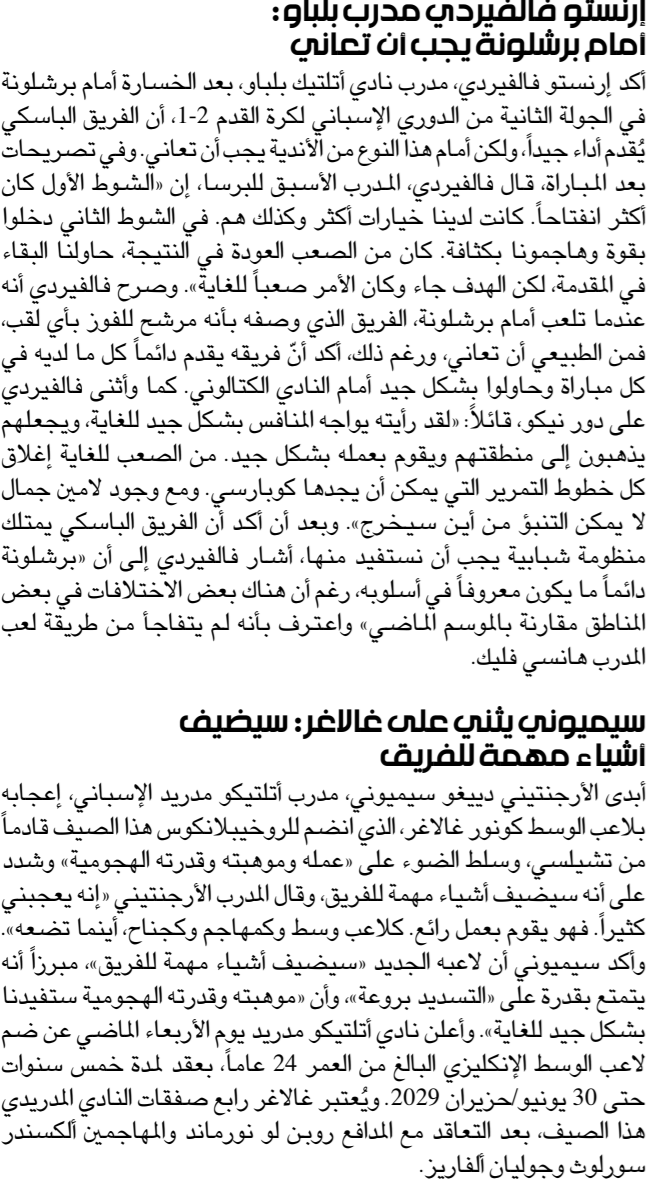 إرنستو فالفيردي مدرب بلباو:
أمام برشلونة يجب أن تعاني
أكد إرنستو فالفيردي، مدرب نادي أتلتيك بلباو، بعد الخسارة أمام برشلونة
في الجولة الثانية من الدوري الإسباني لكرة القدم 2-1، أن الفريق الباسكي
يُقدم أداء جيداً، ولكن أمام هذا النوع من الأندية يجب أن تعاني. وفي تصريحات
بعد المباراة، قال فالفيردي، المدرب الأسبق للبرسا، إن «الشوط الأول كان
أكثر انفتاحاً. كانت لدينا خيارات أكثر وكذلك هم. في الشوط الثاني دخلوا
بقوة وهاجمونا بكثافة. كان من الصعب العودة في النتيجة، حاولنا البقاء
في المقدمة، لكن الهدف جاء وكان الأمر صعباً للغاية». وصرح فالفيردي أنه
عندما تلعب أمام برشلونة، الفريق الذي وصفه بأنه مرشح للفوز بأي لقب،
فمن الطبيعي أن تعاني، ورغم ذلك، أكد أنّ فريقه يقدم دائماً كل ما لديه في
كل مباراة وحاولوا بشكل جيد أمام النادي الكتالوني. كما وأثنى فالفيردي
على دور نيكو، قائلاً: «لقد رأيته يواجه المنافس بشكل جيد للغاية، ويجعلهم
يذهبون إلى منطقتهم ويقوم بعمله بشكل جيد. من الصعب للغاية إغلاق
كل خطوط التمرير التي يمكن أن يجدها كوبارسي. ومع وجود لامين جمال
لا يمكن التنبؤ من أين سيخرج». وبعد أن أكد أن الفريق الباسكي يمتلك
منظومة شبابية يجب أن نستفيد منها، أشار فالفيردي إلى أن «برشلونة
دائماً ما يكون معروفاً في أسلوبه، رغم أن هناك بعض الاختلافات في بعض
المناطق مقارنة بالموسم الماضي» واعترف بأنه لم يتفاجأ من طريقة لعب
المدرب هانسي فليك.
سيميوني يثني على غالاغر: سيضيف
أشياء مهمة للفريق
أبدى الأرجنتيني دييغو سيميوني، مدرب أتلتيكو مدريد الإسباني، إعجابه
بلاعب الوسط كونور غالاغر، الذي انضم للروخيبلانكوس هذا الصيف قادماً
من تشيلسي، وسلط الضوء على «عمله وموهبته وقدرته الهجومية» وشدد
على أنه سيضيف أشياء مهمة للفريق، وقال المدرب الأرجنتيني «إنه يعجبني
كثيراً. فهو يقوم بعمل رائع. كلاعب وسط وكمهاجم وكجناح، أينما تضعه».
وأكد سيميوني أن لاعبه الجديد «سيضيف أشياء مهمة للفريق»، مبرزاً أنه
يتمتع بقدرة على «التسديد بروعة»، وأن «موهبته وقدرته الهجومية ستفيدنا
بشكل جيد للغاية». وأعلن نادي أتلتيكو مدريد يوم الأربعاء الماضي عن ضم
لاعب الوسط الإنكليزي البالغ من العمر 24 عاماً، بعقد لمدة خمس سنوات
حتى 30 يونيو/حزيران 2029. ويُعتبر غالاغر رابع صفقات النادي المدريدي
هذا الصيف، بعد التعاقد مع المدافع روبن لو نورماند والمهاجمين ألكسندر
سورلوث وجوليان ألفاريز.